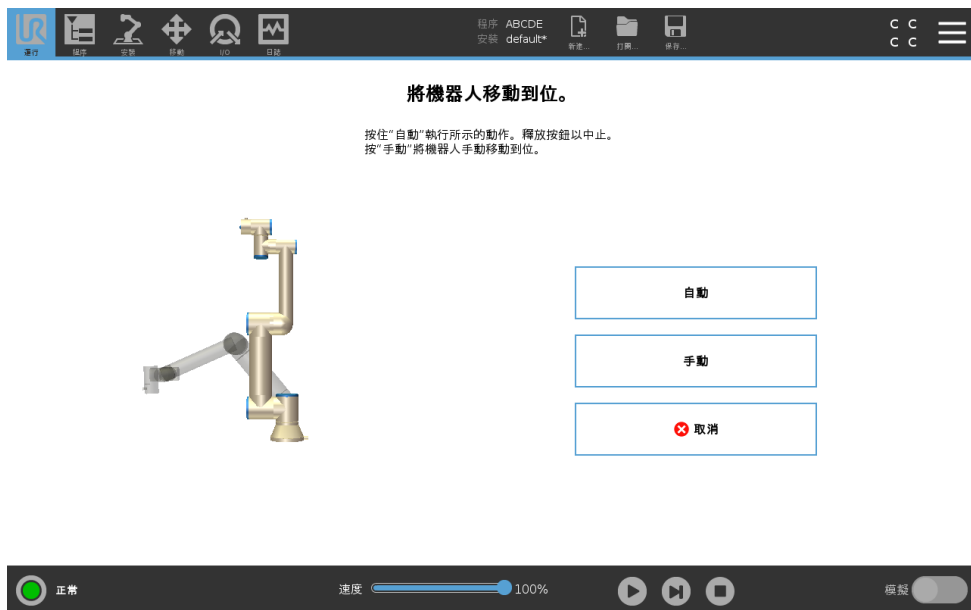 UR
運行
程序
安裝
移動
I/O
日誌
程序 ABCDE
安裝 default*
新建...
打開...
保存...
C C
C C
將機器人移動到位。
按住"自動"執行所示的動作。釋放按鈕以中止。
按"手動"將機器人手動移動到位。
自動
手動
取消
正常
速度
100%
模擬